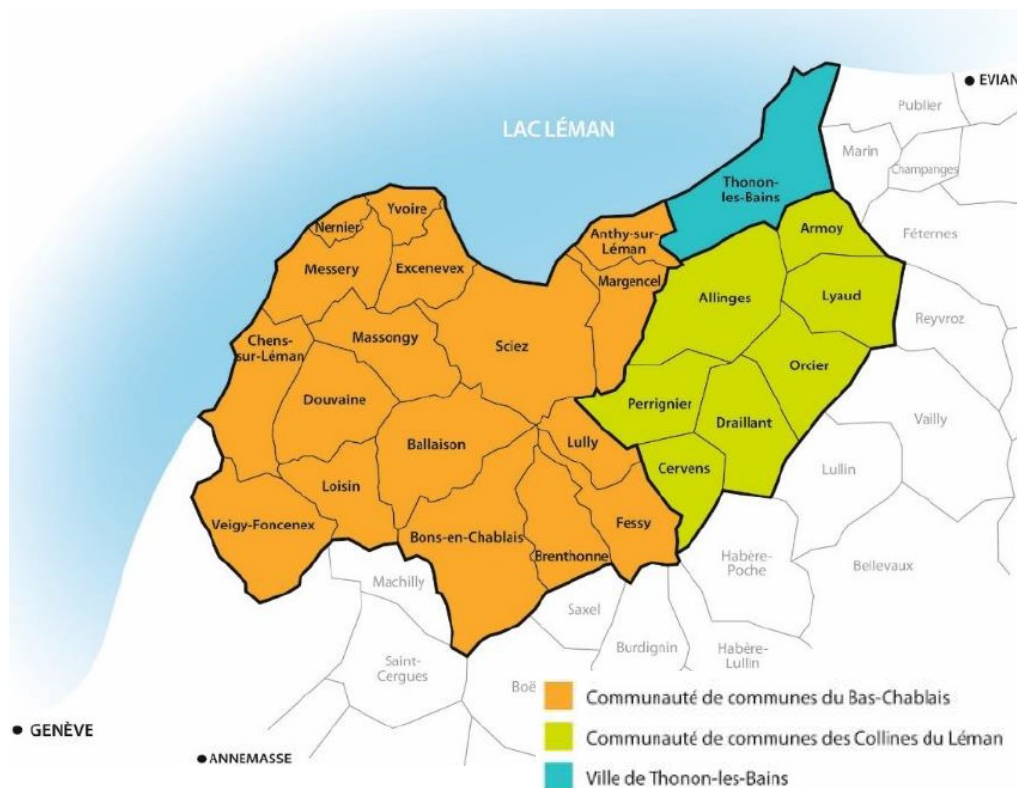 EVIAN
Publier
LAC LÉMAN
Marin
Champanges
Thonon-
les-Bains
Yvoire
Nernier
Anthy-sur-
Léman
Armoy
Féternes
Messery
Excenevex
Margencel
Allinges
Lyaud
Reyvroz
Chens-
sur-Léman
Massongy
Sciez
Orcier
Douvaine
Perrignier
Draillant
Vailly
Ballaison
Lully
Cervens
Lullin
Loisin
Veigy-Foncenex
Bons-en-Chablais
Fessy
Brenthonne
Habère-
Poche
Bellevaux
Machilly
Saxel
Burdignin
Habère-
Lullin
Saint-
Cergues
Boë
Communauté de communes du Bas-Chablais
GENÈVE
Communauté de communes des Collines du Léman
ANNEMASSE
Ville de Thonon-les-Bains